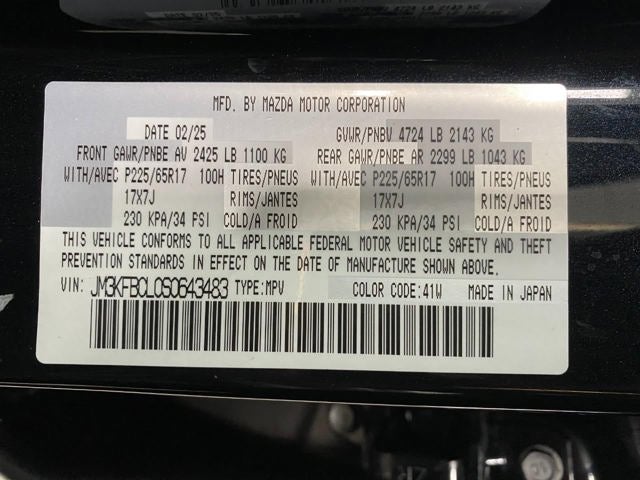 MFD. BY MAZDA MOTOR CORPORATION
DATE 02/25 GVWR/PNBV 4724 LB 2143 KG
FRONT GAWR/PNBE AV 2425 LB 1100 KG REAR GAWR/PNBE AR 2299 LB 1043 KG
WITH/AVEC P225/65R17 100H TIRES/PNEUS WITH/AVEC P225/65R17 100H TIRES/PNEUS
17X7J RIMS/JANTES 17X7J RIMS/JANTES
230 KPA/34 PSI COLD/A FROID 230 KPA/34 PSI COLD/A FROID
THIS VEHICLE CONFORMS TO ALL APPLICABLE FEDERAL MOTOR VEHICLE SAFETY AND THEFT
PREVENTION STANDARDS IN EFFECT ON THE DATE OF MANUFACTURE SHOWN ABOVE.
VIN: JM3KFBCL0S0643483 TYPE:MPV COLOR CODE:41W MADE IN JAPAN